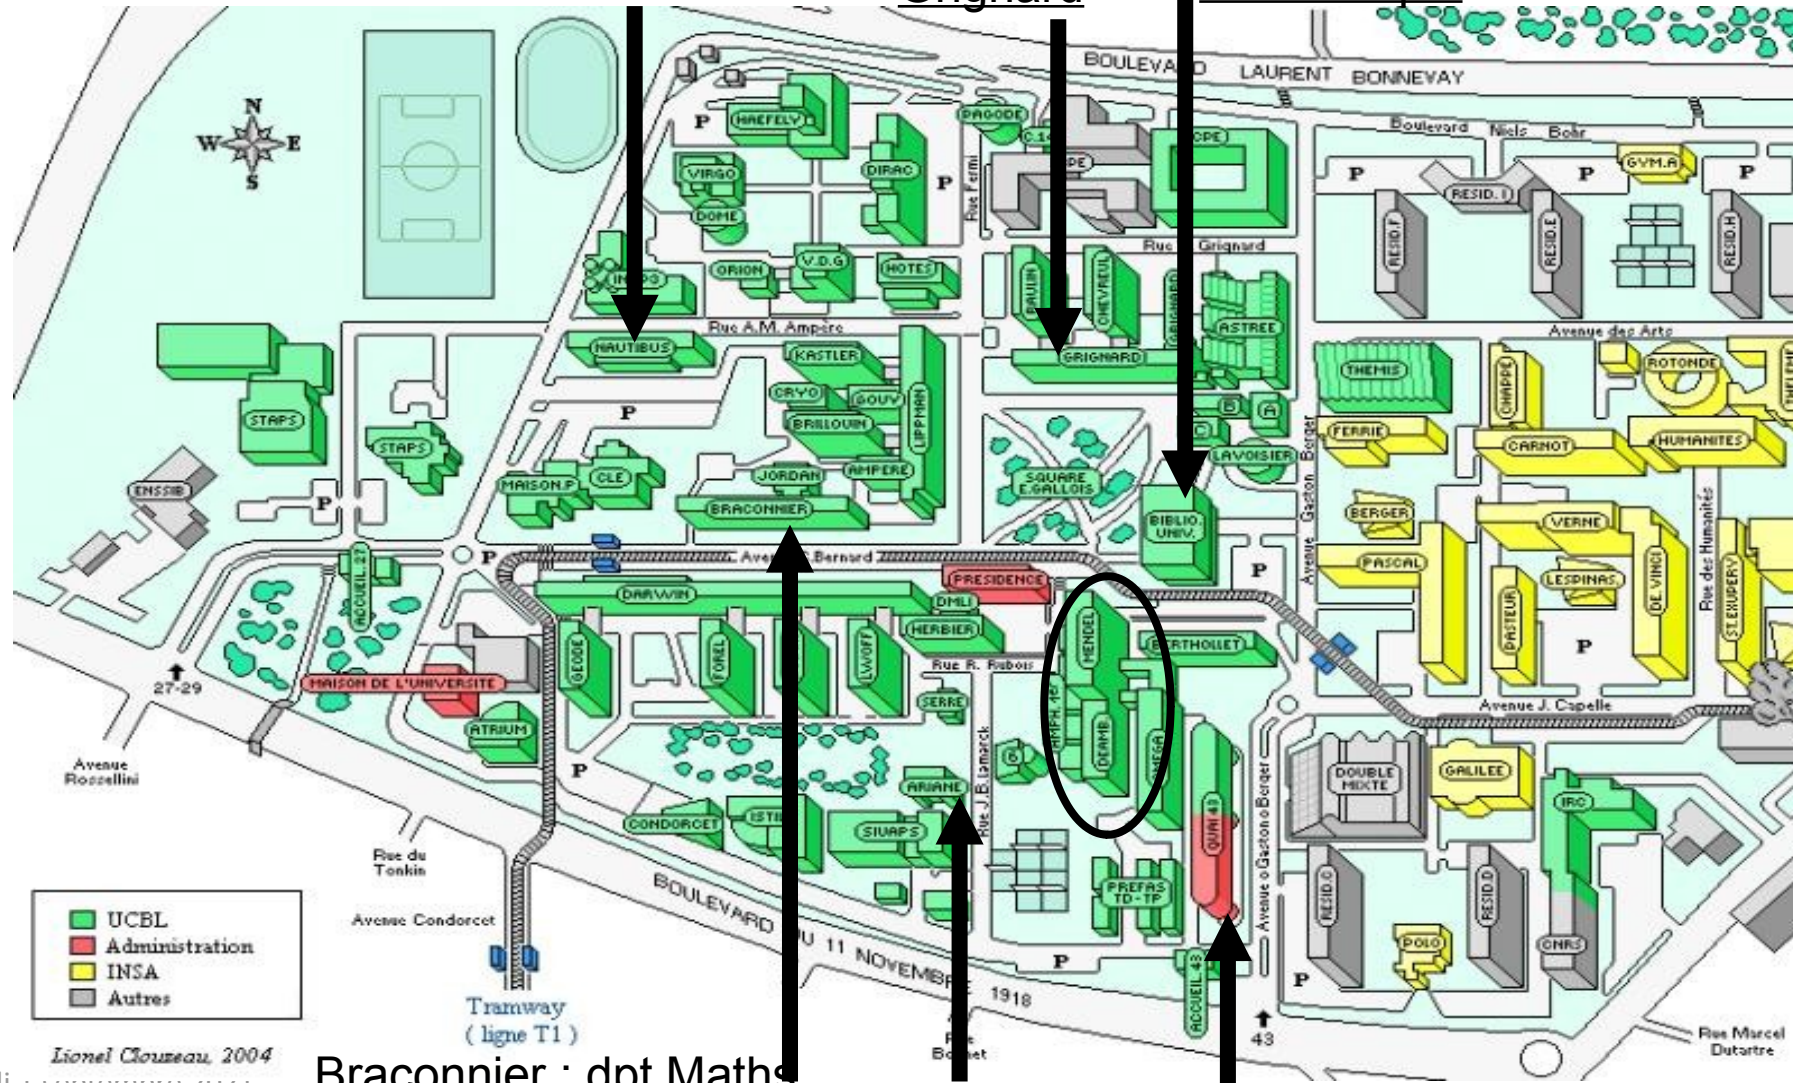 Grignard
BOULEVARD LAURENT BONNEVAY
Boulevard Niels Bohr
N
W E
S
HAEFELY
P
PAGODE
CPE
GYM.A
P
P
P
VIRGO
DIRAC
P
Rue Fermi
RESID. I
DOME
RESID.F
RESID.E
RESID.H
Rue Grignard
ORION
V.D.G
HOTES
RAULIN
CHEVREUL
GRIGNARD
ASTREE
Rue A.M. Ampère
Avenue des Arts
NAUTIBUS
KASTLER
GRIGNARD
THEMIS
CHAPPE
ROTONDE
CRYO
GOUY
LIPPMAN
STAPS
P
BRILLOUIN
B
A
C
FERRIE
CARNOT
HUMANITES
STAPS
LAVOISIER
Avenue Gaston Berger
MAISON.P
CLE
JORDAN
AMPERE
SQUARE
E.GALLOIS
ENSSIB
P
BRACONNIER
BIBLIO.
UNIV.
BERGER
VERNE
Rue des Humanités
P
ACCUEIL 27
PRESIDENCE
P
PASCAL
LESPINAS.
DE.VINCI
ST.EXUPERY
DARWIN
DMLI
HERBIER
MENDEL
BERTHOLLET
PASTEUR
P
GEODE
FOREL
LWOFF
Rue R. Rubois
27-29
MAISON DE L'UNIVERSITE
SERRE
Avenue J. Capelle
ATRIUM
DEAMB.
Avenue
Rossellini
P
Rue J.B. Lamarck
ARIANE
DOUBLE
MIXTE
GALILEE
IRC
CONDORCET
SIUAPS
QUAI 43
Avenue o Gaston o Berger
Rue du
Tonkin
PREFAS
TD-TP
RESID.D
UCBL
Administration
INSA
Autres
Avenue Condorcet
BOULEVARD DU 11 NOVEMBRE 1918
P
ACCUEIL 43
P
POLO
CNRS
Tramway
( ligne T1 )
43
Rue Marcel
Dutartre
Lionel Clouzeau, 2004
Braconnier : dpt Maths